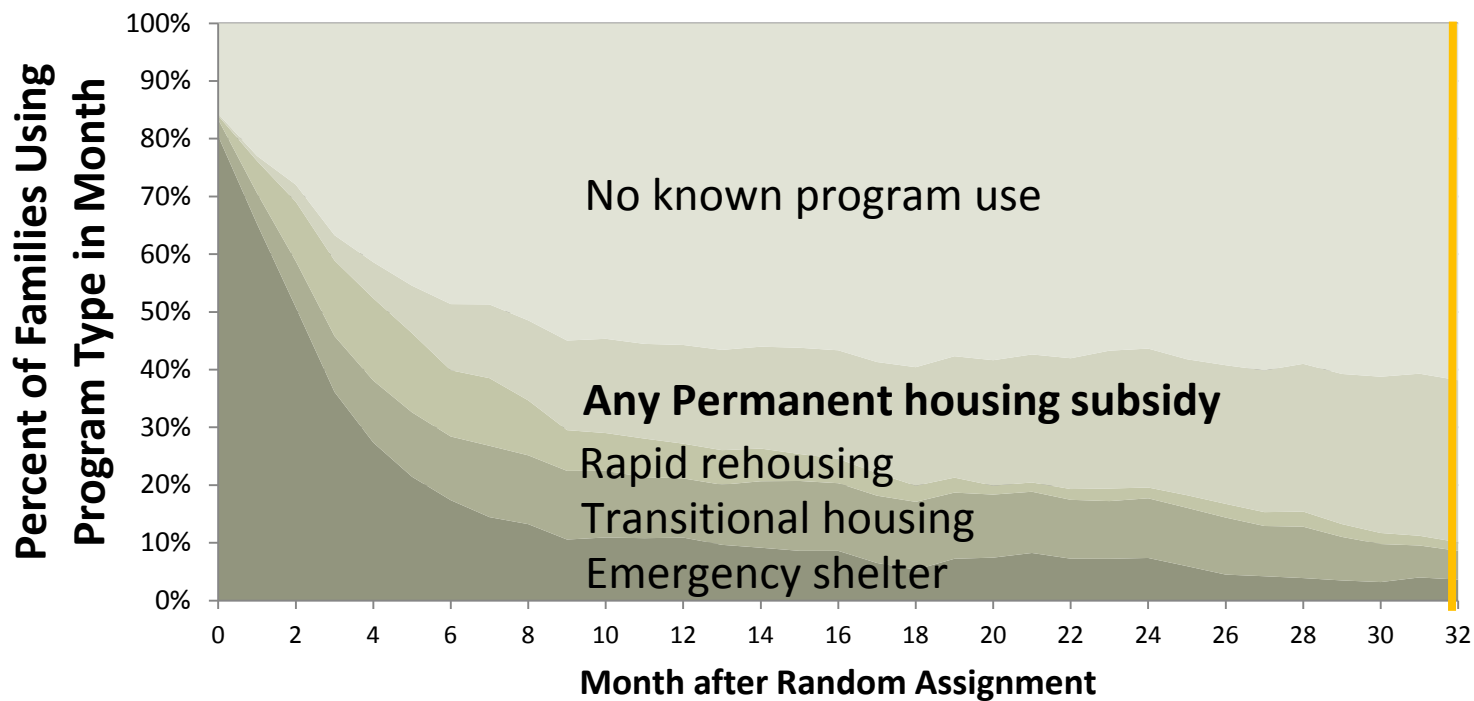 Percent of Families Using
Program Type in Month
100%
90%
80%
70%
60%
50%
40%
30%
20%
10%
0%
No known program use
Any Permanent housing subsidy
Rapid rehousing
Transitional housing
Emergency shelter
0 2 4 6 8 10 12 14 16 18 20 22 24 26 28 30 32
Month after Random Assignment